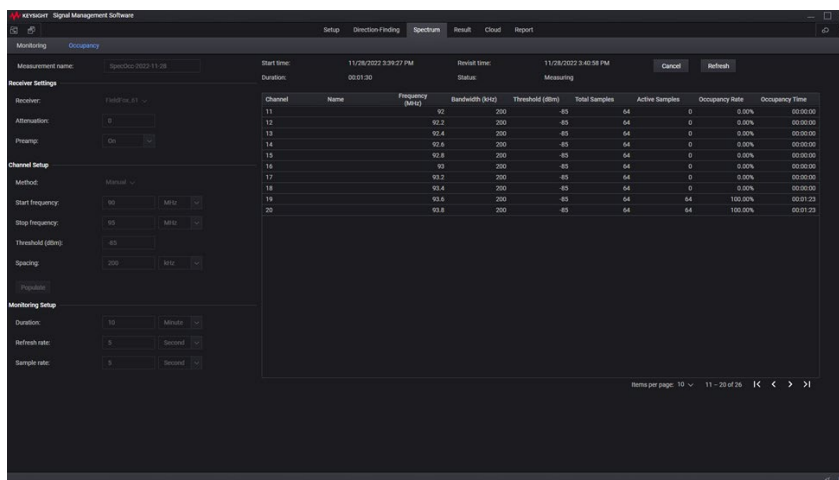 KEYSIGHT Signal Management Software
Setup Direction-Finding Spectrum Result Cloud Report
Monitoring Occupancy
Measurement name: SpecOcc-2022-11-28
Start time: 11/28/2022 3:39:27 PM Revisit time: 11/28/2022 3:40:58 PM Cancel Refresh
Duration: 00:01:30 Status: Measuring
Receiver Settings
Receiver: FieldFox_61
Attenuation: 0
Preamp: On
Channel Setup
Method: Manual
Start frequency: 90 MHz
Stop frequency: 95 MHz
Threshold (dBm): -85
Spacing: 200 kHz
Populate
Monitoring Setup
Duration: 10 Minute
Refresh rate: 5 Second
Sample rate: 5 Second
Channel Name Frequency (MHz) Bandwidth (kHz) Threshold (dBm) Total Samples Active Samples Occupancy Rate Occupancy Time
11 92 200 -85 64 0 0.00% 00:00:00
12 92.2 200 -85 64 0 0.00% 00:00:00
13 92.4 200 -85 64 0 0.00% 00:00:00
14 92.6 200 -85 64 0 0.00% 00:00:00
15 92.8 200 -85 64 0 0.00% 00:00:00
16 93 200 -85 64 0 0.00% 00:00:00
17 93.2 200 -85 64 0 0.00% 00:00:00
18 93.4 200 -85 64 0 0.00% 00:00:00
19 93.6 200 -85 64 64 100.00% 00:01:23
20 93.8 200 -85 64 64 100.00% 00:01:23
Items per page: 10 11 – 20 of 26